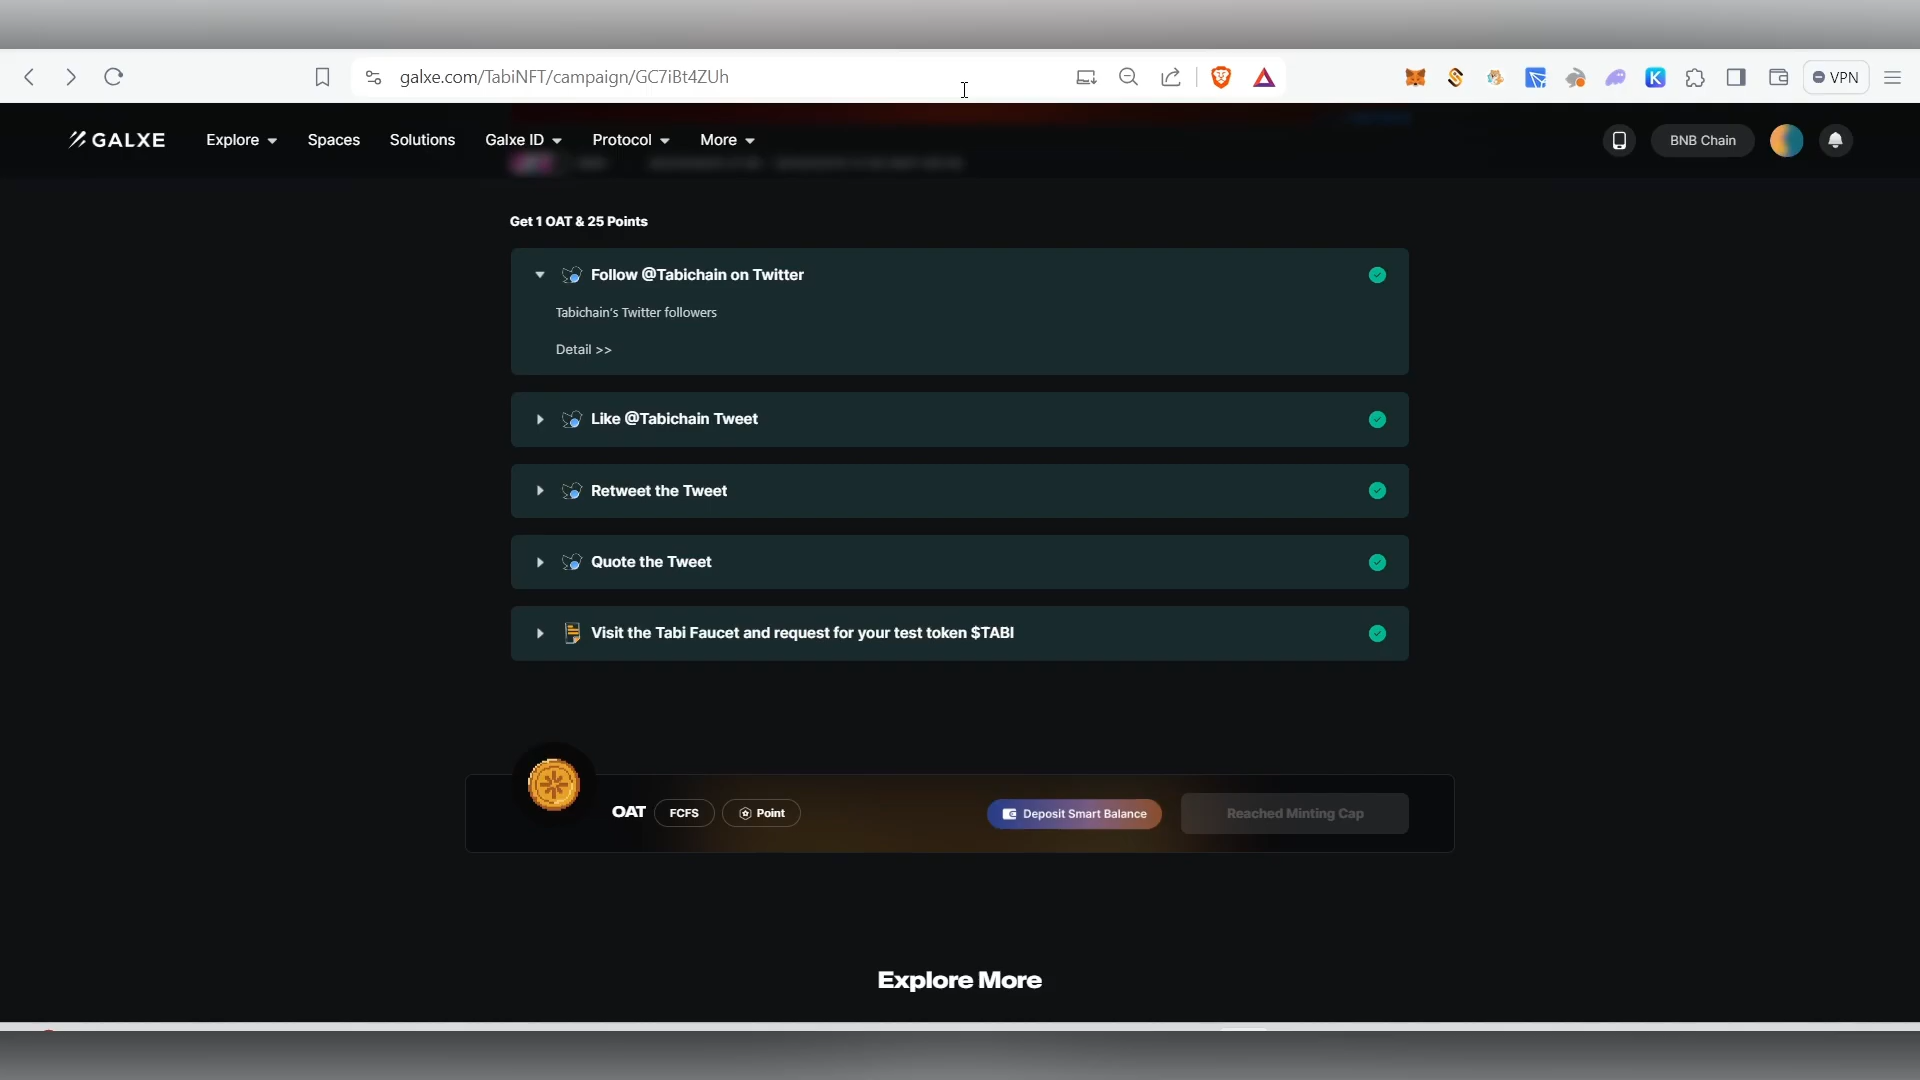 galxe.com/TabiNFT/campaign/GC7iBt4ZUh
VPN
GALXE
Explore
Spaces
Solutions
Galxe ID
Protocol
More
BNB Chain
Get 1 OAT & 25 Points
Follow @Tabichain on Twitter
Tabichain's Twitter followers
Detail >>
Like @Tabichain Tweet
Retweet the Tweet
Quote the Tweet
Visit the Tabi Faucet and request for your test token $TABI
OAT
FCFS
Point
Deposit Smart Balance
Reached Minting Cap
Explore More